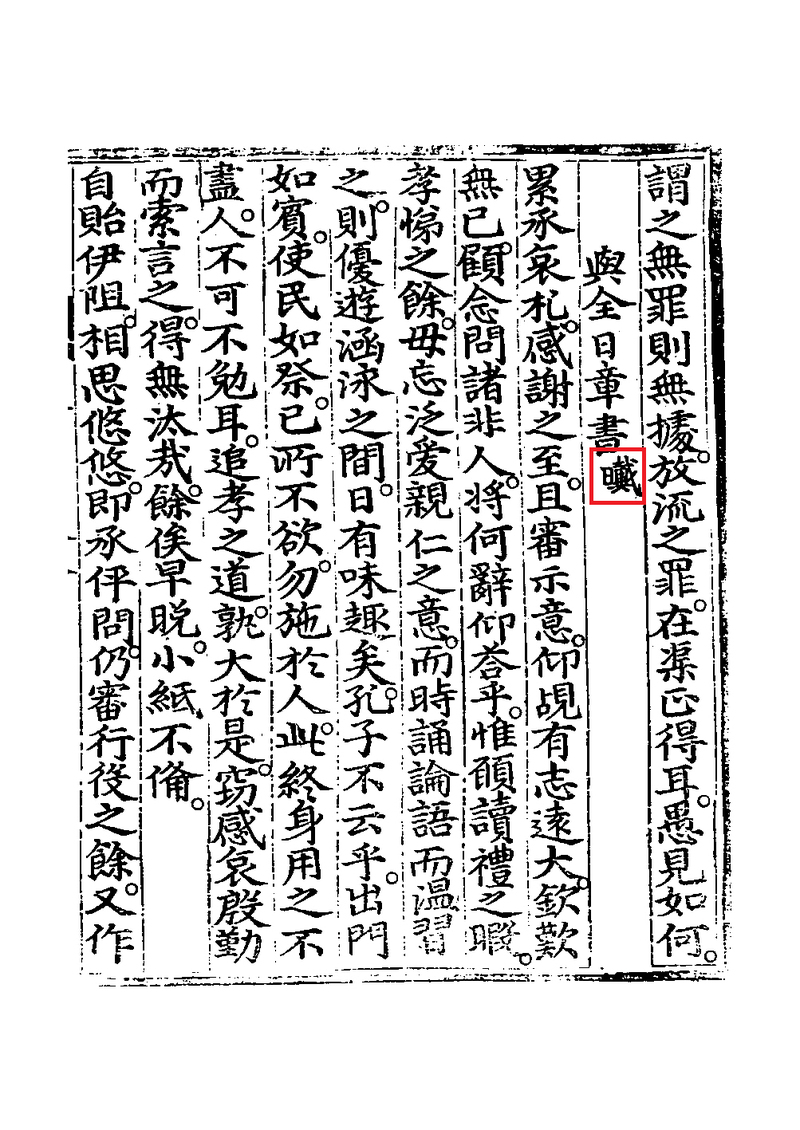 謂之無罪則無據。放流之罪。在渠正得耳。愚見如何。
與全日章書
累承哀札。感謝之至。且審示意。仰覘有志遠大。欽歎
無已。顧念問諸非人。將何辭仰荅乎。惟願讀禮之暇。
孝悌之餘。毋忘泛愛親仁之意。而時誦論語而溫習
之。則優遊涵泳之間。日有味趣矣。孔子不云乎。出門
如賓。使民如祭。己所不欲。勿施於人。此終身用之不
盡人。不可不勉耳。追孝之道。孰大於是。窃感哀殷勤
而索言之。得無汰哉。餘俟早晩。小紙不備。
自貽伊阻。相思悠悠。即承伻問。仍審行後之餘。又作